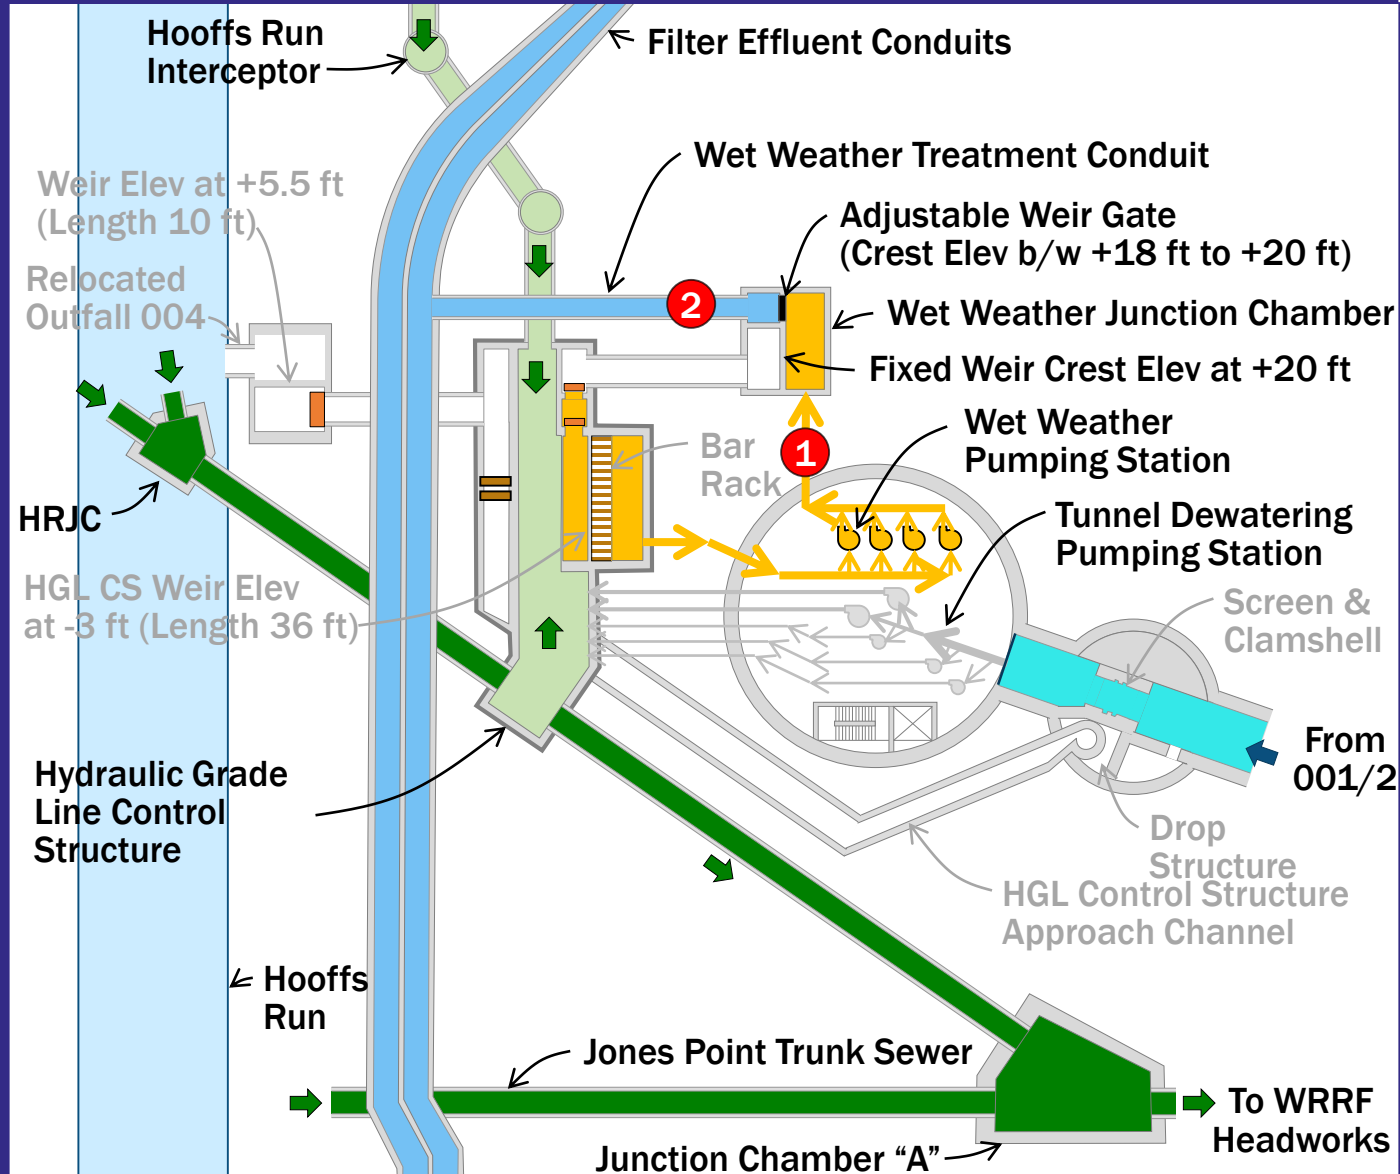 Hooffs Run
Interceptor
Filter Effluent Conduits
Wet Weather Treatment Conduit
Weir Elev at +5.5 ft
(Length 10 ft)
Adjustable Weir Gate
(Crest Elev b/w +18 ft to +20 ft)
Relocated
Outfall 004
2
Wet Weather Junction Chamber
Fixed Weir Crest Elev at +20 ft
Wet Weather
Pumping Station
Bar
Rack
1
HRJC
Tunnel Dewatering
Pumping Station
HGL CS Weir Elev
at -3 ft (Length 36 ft)
Screen &
Clamshell
From
001/2
Hydraulic Grade
Line Control
Structure
Drop
Structure
HGL Control Structure
Approach Channel
Hooffs
Run
Jones Point Trunk Sewer
To WRRF
Headworks
Junction Chamber “A”